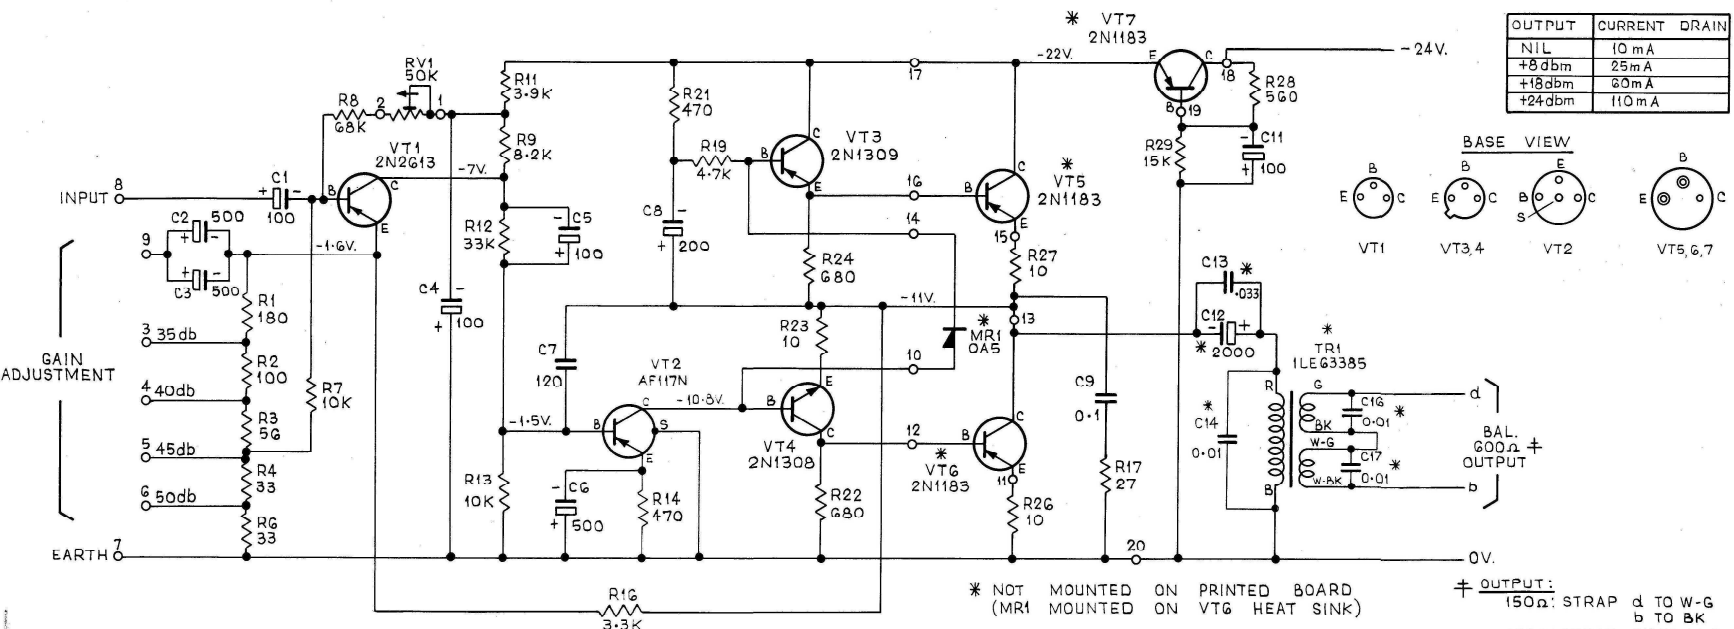 * VT7
2N1183
OUTPUT CURRENT DRAIN
NIL 10 mA
+8dbm 25mA
+18dbm 60mA
+24dbm 110mA
-24V.
-22V.
E
C
B
17
18
19
R28
560
R29
15K
C11
- +
100
RV1
50K
R8
68K
2
1
R11
3.9K
R9
8.2K
VT1
2N2613
-7V.
B
C
E
C1
+ -
100
INPUT 8
C2 500
+ -
9
C3 500
+ -
-1·6V.
R12
33K
C5
- +
100
C4
- +
100
R21
470
R19
4.7K
C8
- +
200
VT3
2N1309
B
C
E
16
14
15
R24
680
*
VT5
2N1183
B
C
E
R27
10
-11V.
13
BASE VIEW
B
E C
VT1
B
E C
VT3,4
E
B C
S
VT2
B
E C
VT5,6,7
GAIN
ADJUSTMENT
R1
180
3 35db
R2
100
4 40db
R3
56
5 45db
R4
33
6 50db
R6
33
EARTH 7
R7
10K
C7
120
VT2
AF117N
-1·5V.
-10·8V.
B
C
S
E
R13
10K
C6
- +
500
R14
470
R23
10
VT4
2N1308
B
E
C
R22
680
10
12
*
MR1
OA5
*
VT6
2N1183
B
C
E
11
R26
10
C9
0·1
R17
27
C13 *
.033
C12
- +
* 2000
*
TR1
1LEG3385
*
C14
0·01
R
B
G
BK
W-G
W-BK
C16 *
0·01
C17 *
0·01
d
b
BAL.
600Ω ‡
OUTPUT
20
0V.
R16
3.3K
* NOT MOUNTED ON PRINTED BOARD
(MR1 MOUNTED ON VT6 HEAT SINK)
‡ OUTPUT:
150Ω: STRAP d TO W-G
b TO BK